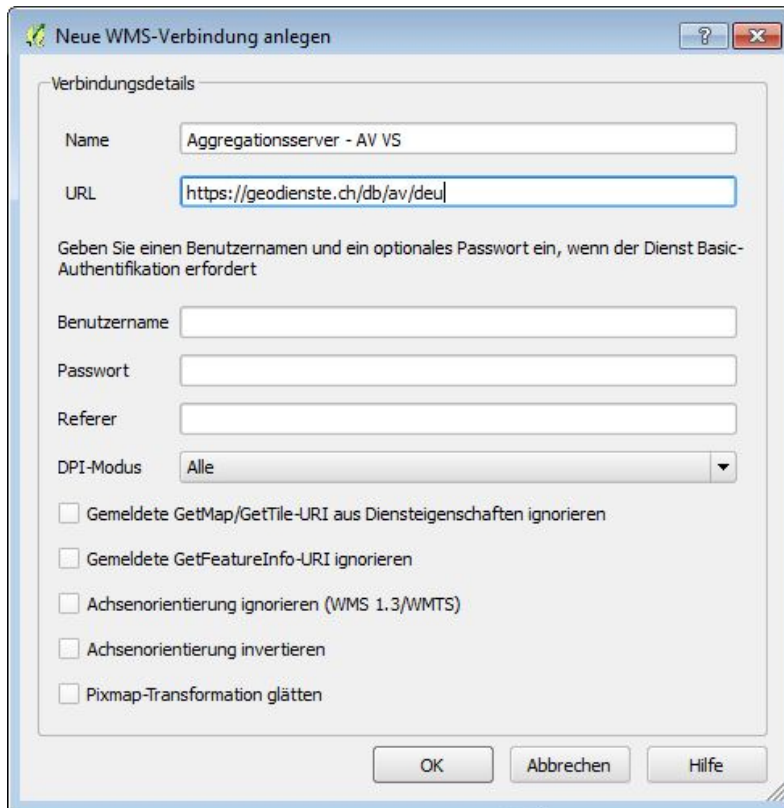 Neue WMS-Verbindung anlegen
?
Verbindungsdetails
Name
Aggregationsserver - AV VS
URL
https://geodienste.ch/db/av/deu
Geben Sie einen Benutzernamen und ein optionales Passwort ein, wenn der Dienst Basic-
Authentifikation erfordert
Benutzername
Passwort
Referer
DPI-Modus
Alle
Gemeldete GetMap/GetTile-URI aus Diensteigenschaften ignorieren
Gemeldete GetFeatureInfo-URI ignorieren
Achsenorientierung ignorieren (WMS 1.3/WMTS)
Achsenorientierung invertieren
Pixmap-Transformation glätten
OK
Abbrechen
Hilfe